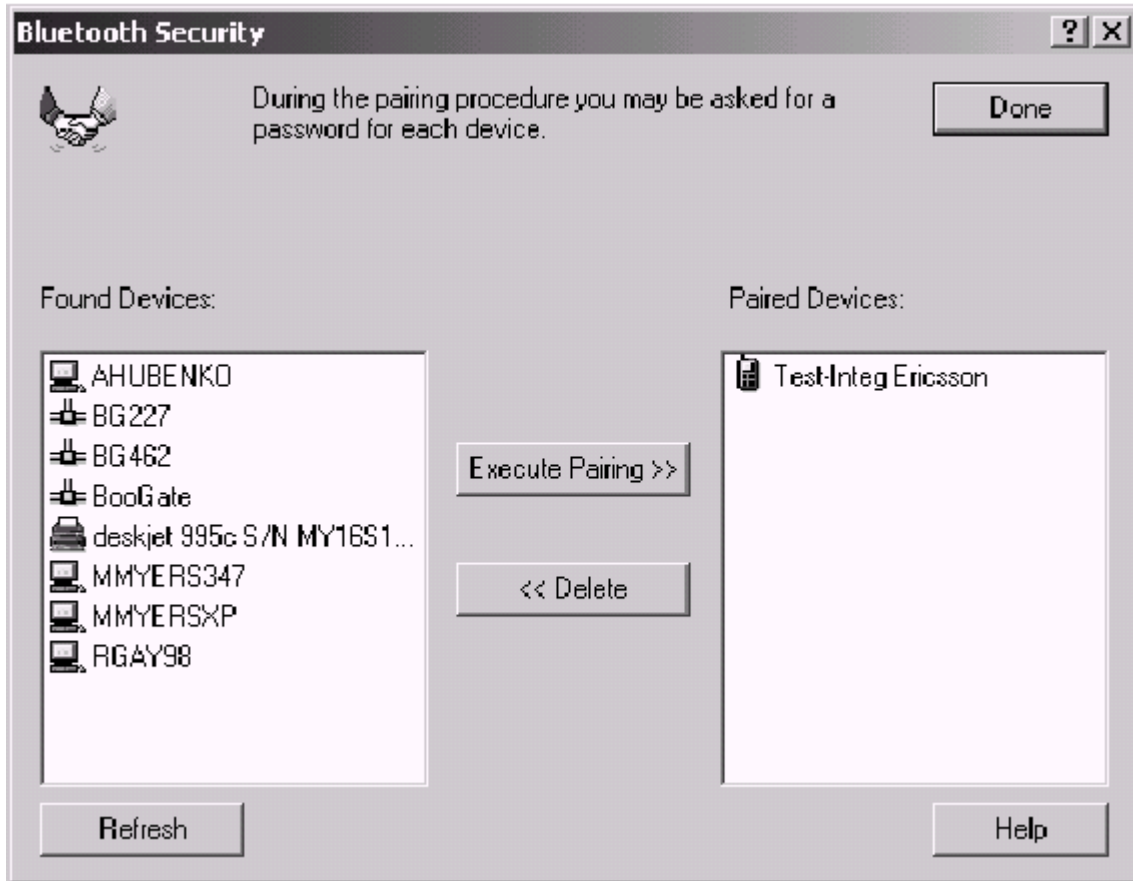 Bluetooth Security
During the pairing procedure you may be asked for a
password for each device.
Done
Found Devices:
Paired Devices:
AHUBENKO
BG227
BG462
BooGate
deskjet 995c S/N MY16S1...
MMYERS347
MMYERSXP
RGAY98
Test-Integ Ericsson
Execute Pairing >>
<< Delete
Refresh
Help